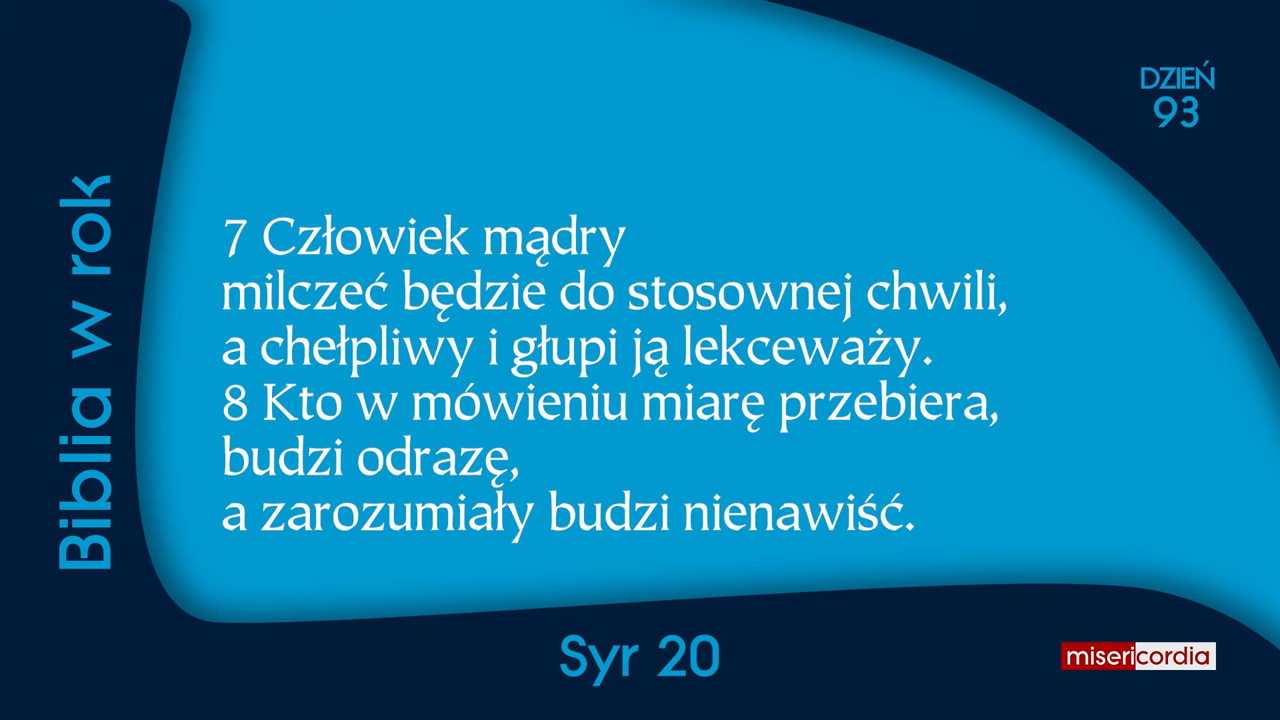 DZIEŃ
93
Biblia w rok
7 Człowiek mądry
milczeć będzie do stosownej chwili,
a chełpliwy i głupi ją lekceważy.
8 Kto w mówieniu miarę przebiera,
budzi odrazę,
a zarozumiały budzi nienawiść.
Syr 20
misericordia